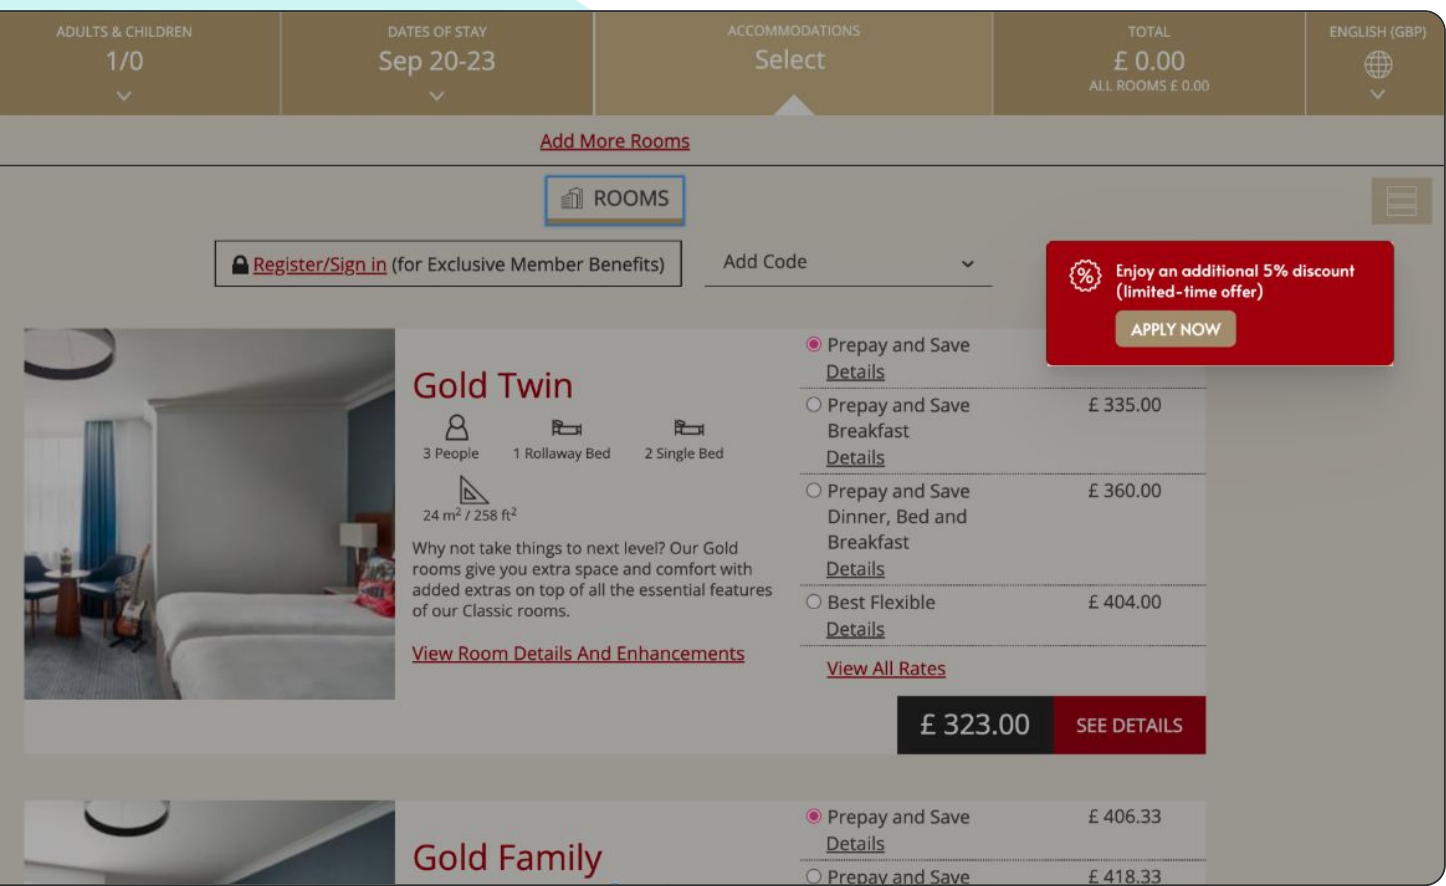 ADULTS & CHILDREN
1/0
DATES OF STAY
Sep 20-23
ACCOMMODATIONS
Select
TOTAL
£ 0.00
ALL ROOMS £ 0.00
ENGLISH (GBP)
Add More Rooms
ROOMS
Register/Sign in (for Exclusive Member Benefits)
Add Code
Enjoy an additional 5% discount
(limited-time offer)
APPLY NOW
Gold Twin
3 People
1 Rollaway Bed
2 Single Bed
24 m² / 258 ft²
Why not take things to next level? Our Gold
rooms give you extra space and comfort with
added extras on top of all the essential features
of our Classic rooms.
View Room Details And Enhancements
Prepay and Save
Details
Prepay and Save
Breakfast
£ 335.00
Details
Prepay and Save
Dinner, Bed and
Breakfast
£ 360.00
Details
Best Flexible
£ 404.00
Details
View All Rates
£ 323.00
SEE DETAILS
Gold Family
Prepay and Save
£ 406.33
Details
Prepay and Save
£ 418.33